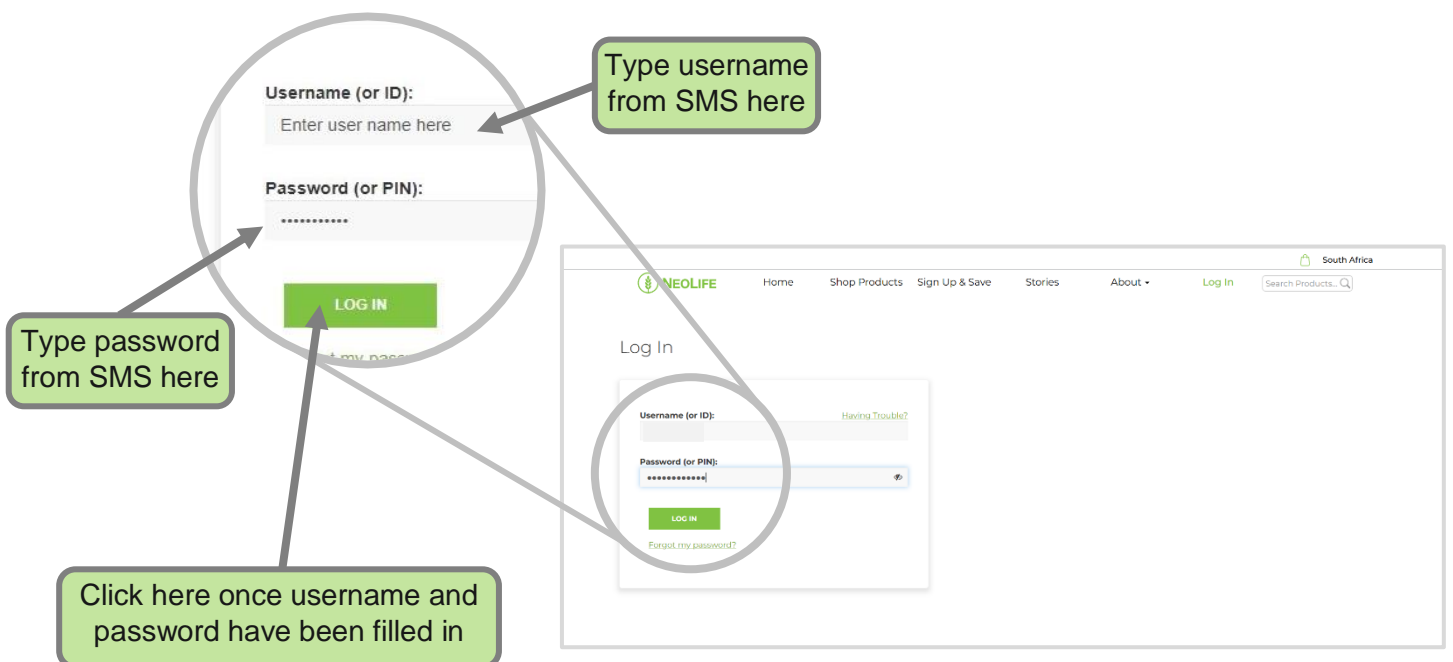 Type username
from SMS here
Username (or ID):
Enter user name here
Password (or PIN):
•••••••••••
LOG IN
my
Type password
from SMS here
Click here once username and
password have been filled in
South Africa
NEOLIFE Home Shop Products Sign Up & Save Stories About Log In Search Products...
Log In
Username (or ID): Having Trouble?
Password (or PIN):
••••••••••••
LOG IN
Forgot my password?